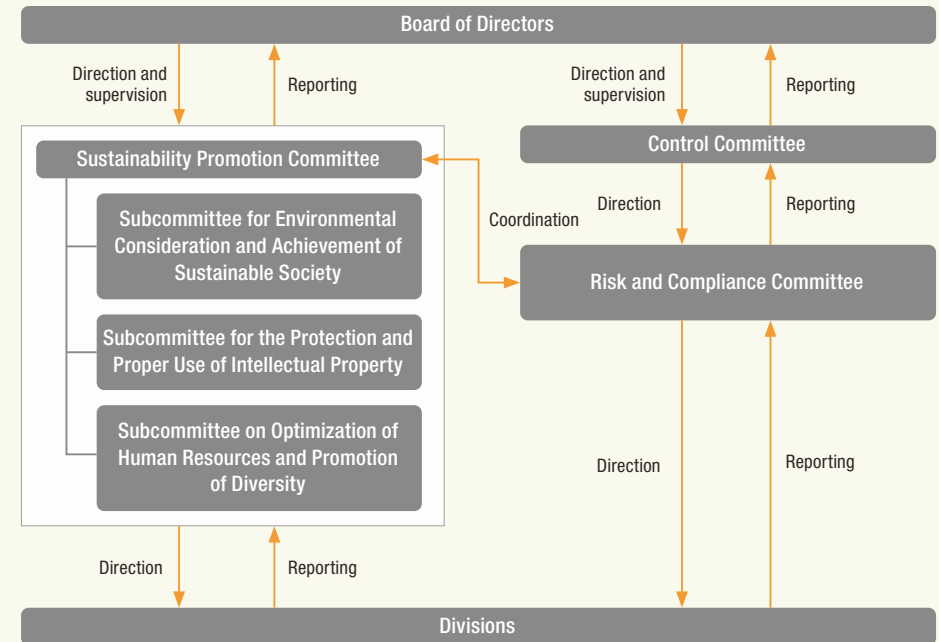 Board of Directors
Direction and
supervision
Reporting
Direction and
supervision
Reporting
Sustainability Promotion Committee
Control Committee
Subcommittee for Environmental
Consideration and Achievement of
Sustainable Society
Coordination
Direction
Reporting
Risk and Compliance Committee
Subcommittee for the Protection and
Proper Use of Intellectual Property
Subcommittee on Optimization of
Human Resources and Promotion
of Diversity
Direction
Reporting
Direction
Reporting
Divisions